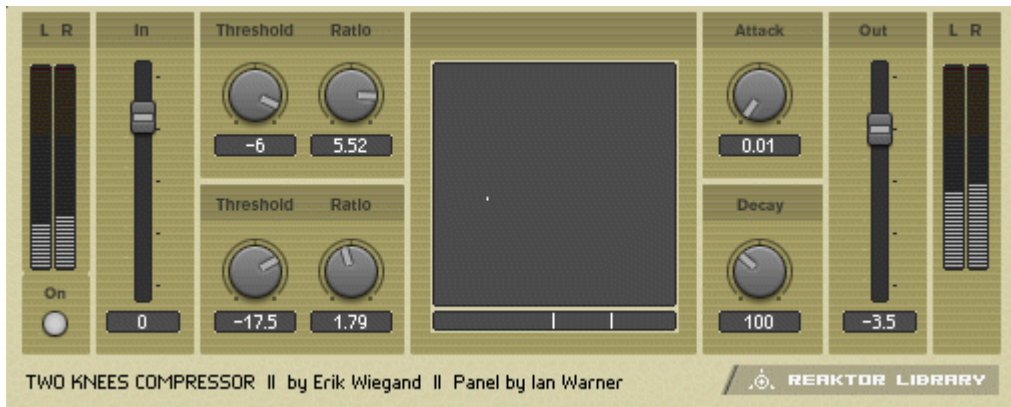 L R
In
Threshold Ratio
Attack
Out
L R
-6
5.52
0.01
Threshold Ratio
Decay
On
0
-17.5
1.79
100
-3.5
TWO KNEES COMPRESSOR II by Erik Wiegand II Panel by Ian Warner
REAKTOR LIBRARY